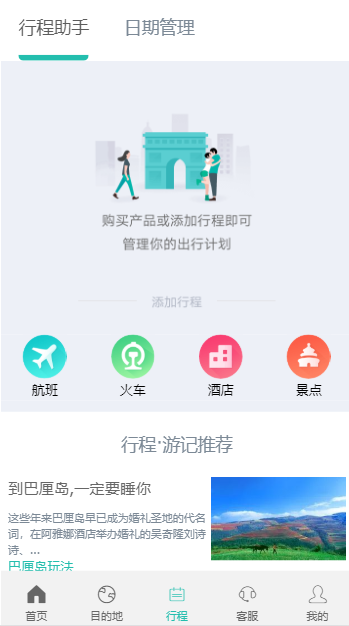 行程助手 日期管理
购买产品或添加行程即可
管理你的出行计划
添加行程
航班 火车 酒店 景点
行程·游记推荐
到巴厘岛,一定要睡你
这些年来巴厘岛早已成为婚礼圣地的代名
词，在阿雅娜酒店举办婚礼的吴奇隆刘诗
诗、...
巴厘岛玩法
首页 目的地 行程 客服 我的